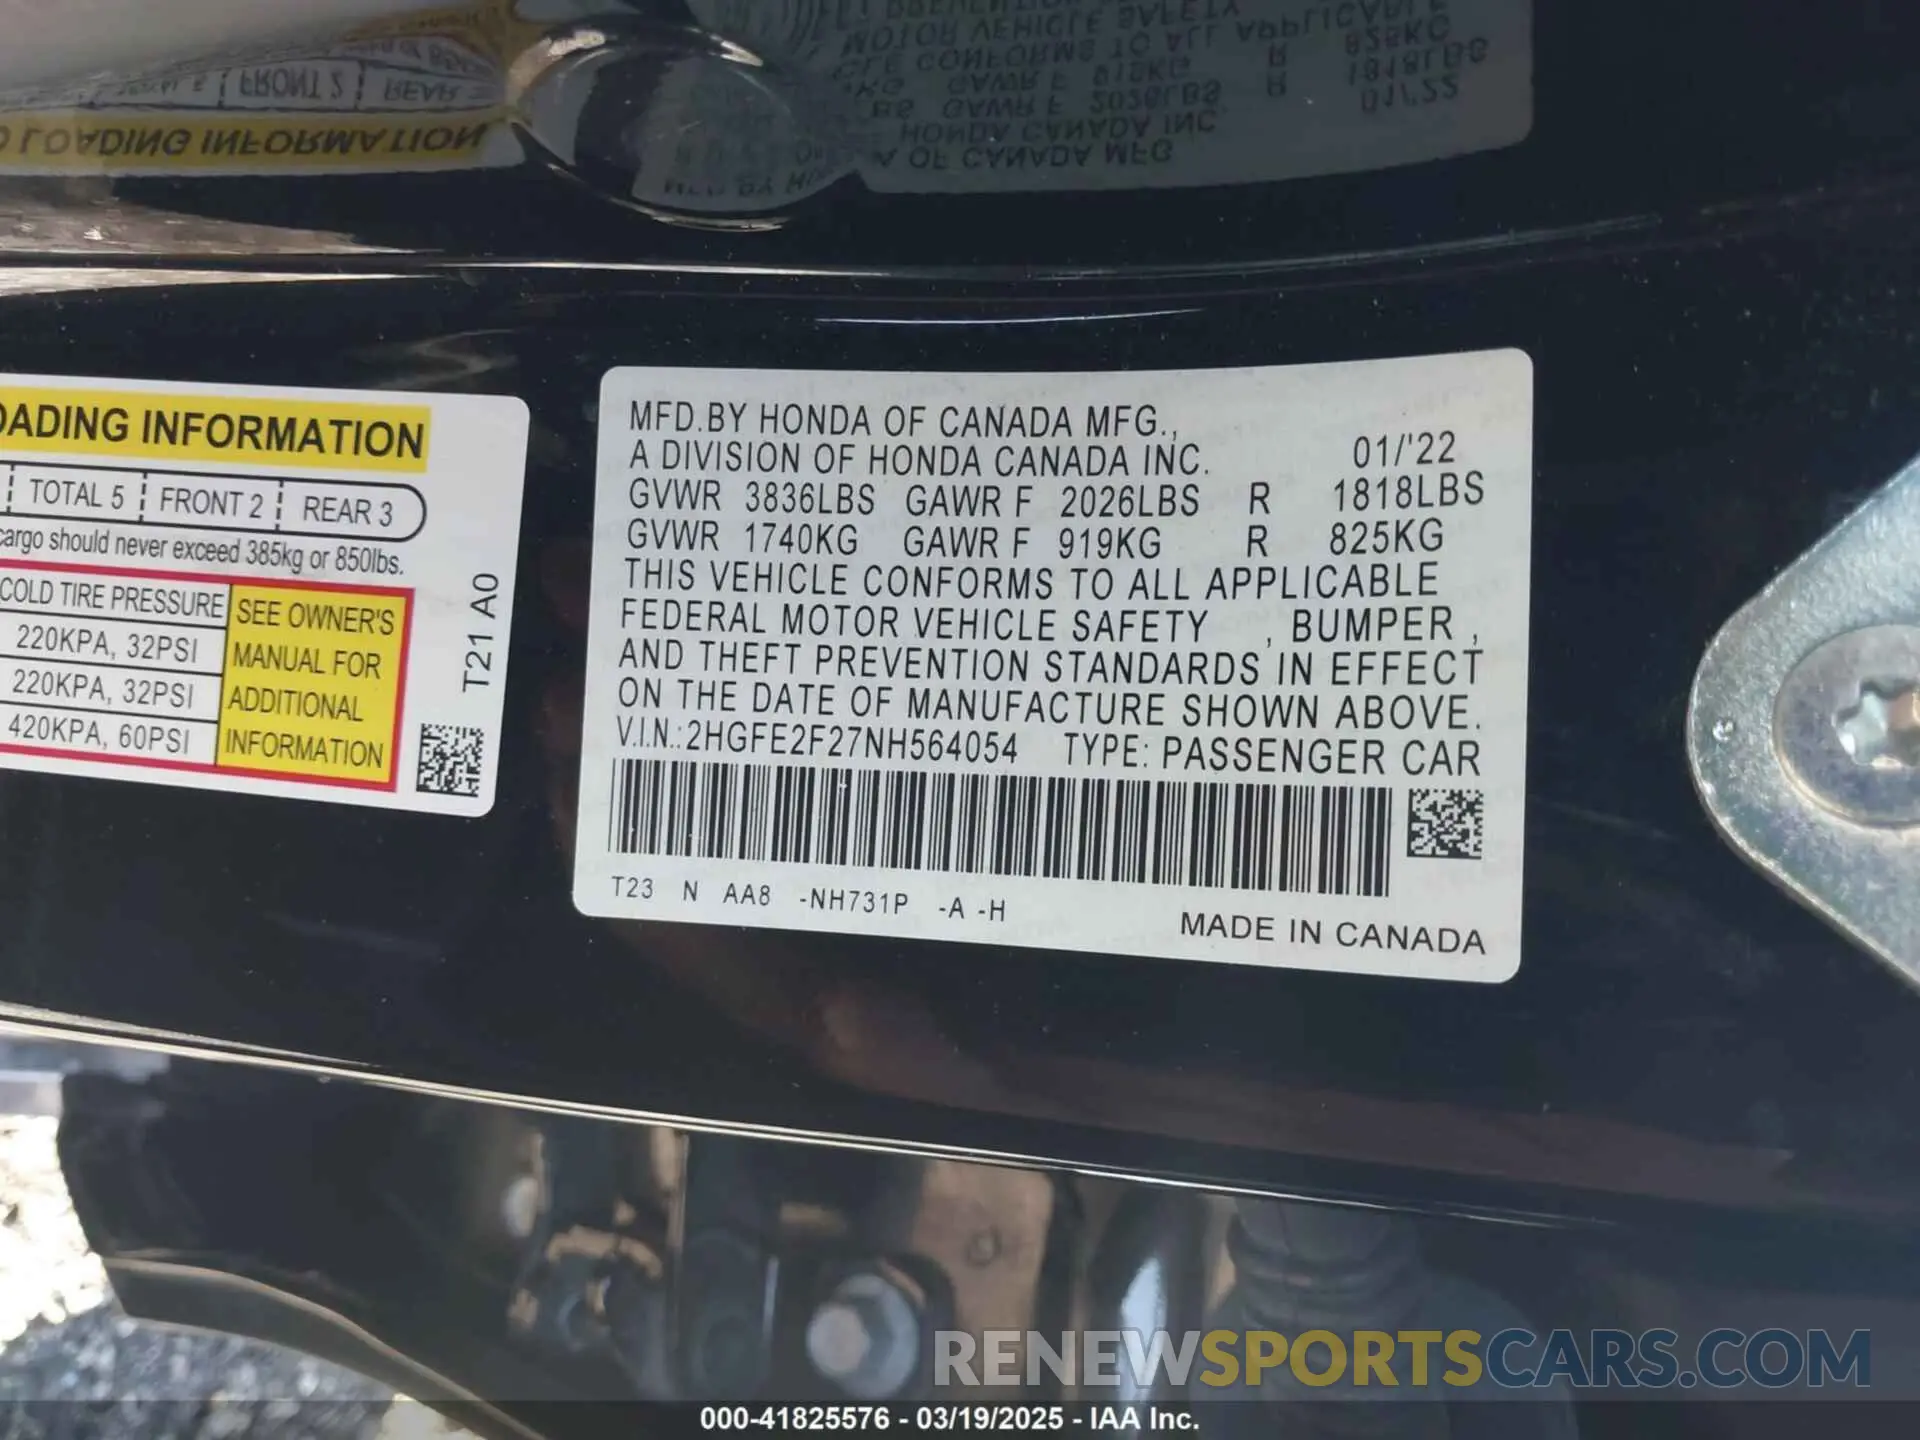 OADING INFORMATION
TOTAL 5 FRONT 2 REAR 3
cargo should never exceed 385kg or 850lbs.
COLD TIRE PRESSURE
220KPA, 32PSI
220KPA, 32PSI
420KPA, 60PSI
SEE OWNER'S
MANUAL FOR
ADDITIONAL
INFORMATION
T21 A0
MFD.BY HONDA OF CANADA MFG.,
A DIVISION OF HONDA CANADA INC. 01/'22
GVWR 3836LBS GAWR F 2026LBS R 1818LBS
GVWR 1740KG GAWR F 919KG R 825KG
THIS VEHICLE CONFORMS TO ALL APPLICABLE
FEDERAL MOTOR VEHICLE SAFETY , BUMPER ,
AND THEFT PREVENTION STANDARDS IN EFFECT
ON THE DATE OF MANUFACTURE SHOWN ABOVE.
V.I.N.:2HGFE2F27NH564054 TYPE: PASSENGER CAR
T23 N AA8 -NH731P -A -H
MADE IN CANADA
RENEWSPORTSCARS.COM
000-41825576 - 03/19/2025 - IAA Inc.